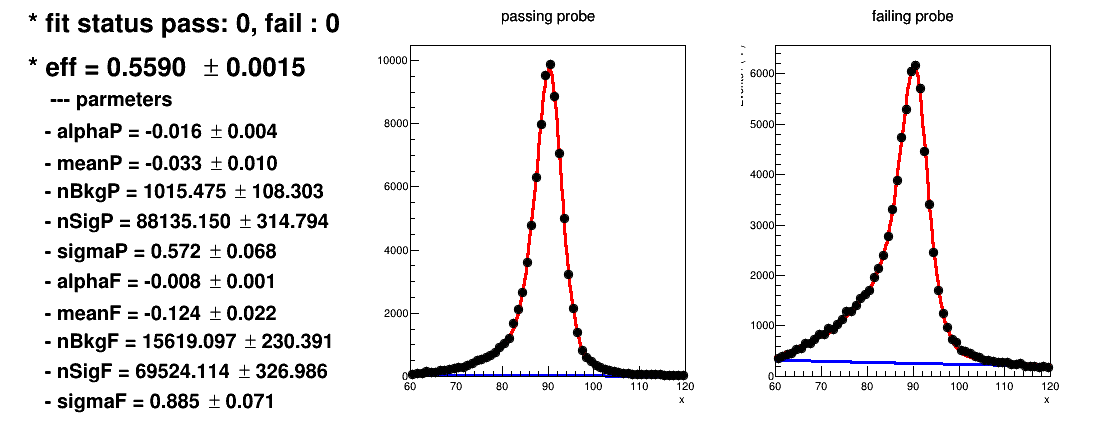 * fit status pass: 0, fail : 0
* eff = 0.5590 ± 0.0015
--- parmeters
- alphaP = -0.016 ± 0.004
- meanP = -0.033 ± 0.010
- nBkgP = 1015.475 ± 108.303
- nSigP = 88135.150 ± 314.794
- sigmaP = 0.572 ± 0.068
- alphaF = -0.008 ± 0.001
- meanF = -0.124 ± 0.022
- nBkgF = 15619.097 ± 230.391
- nSigF = 69524.114 ± 326.986
- sigmaF = 0.885 ± 0.071
passing probe
10000
8000
6000
4000
2000
0
60 70 80 90 100 110 120
x
failing probe
6000
5000
4000
3000
2000
1000
0
60 70 80 90 100 110 120
x